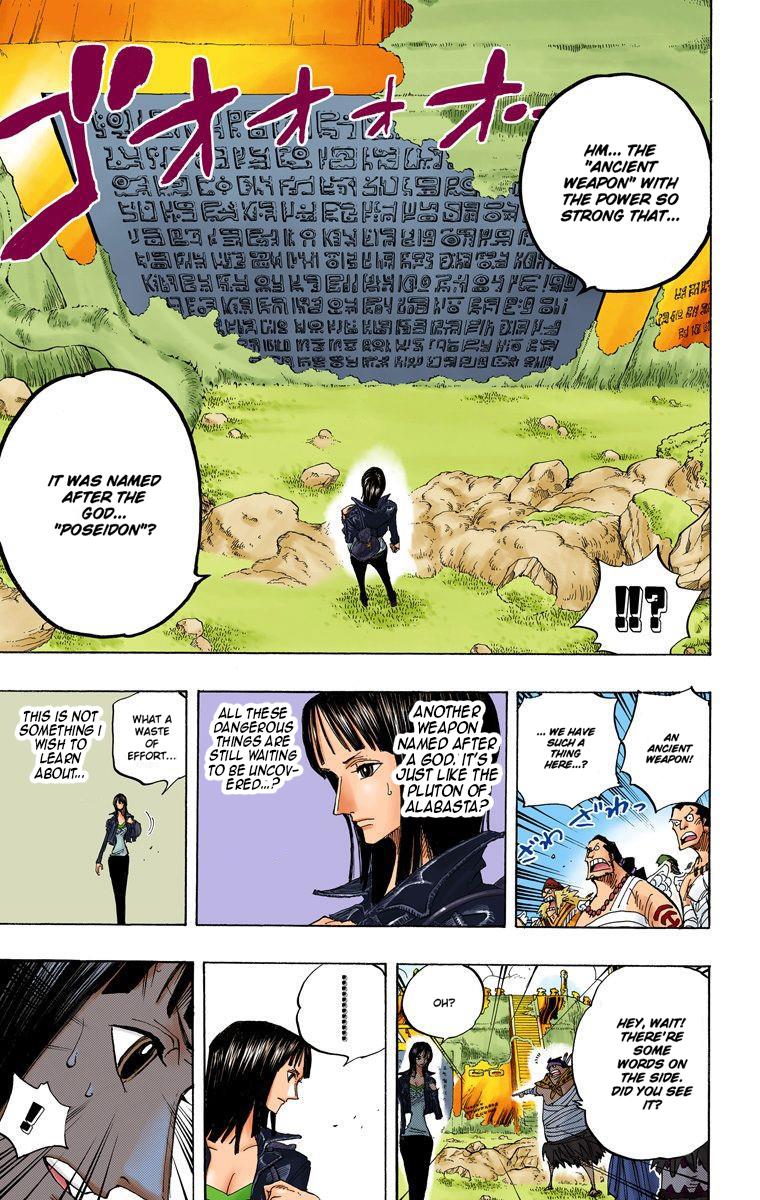 ゴオオオオ..
HM... THE
"ANCIENT
WEAPON" WITH
THE POWER SO
STRONG THAT...
IT WAS NAMED
AFTER THE
GOD...
"POSEIDON"?
!!?
AN
ANCIENT
WEAPON!
... WE HAVE
SUCH A
THING
HERE...?
ざわっ
ざわ
ANOTHER
WEAPON
NAMED AFTER
A GOD. IT'S
JUST LIKE THE
PLUTON OF
ALABASTA?
ALL THESE
DANGEROUS
THINGS ARE
STILL WAITING
TO BE UNCOV-
ERED...?
WHAT A
WASTE
OF
EFFORT...
THIS IS NOT
SOMETHING I
WISH TO
LEARN
ABOUT...
HEY, WAIT!
THERE'RE
SOME
WORDS ON
THE SIDE.
DID YOU SEE
IT?
OH?
..........
!!